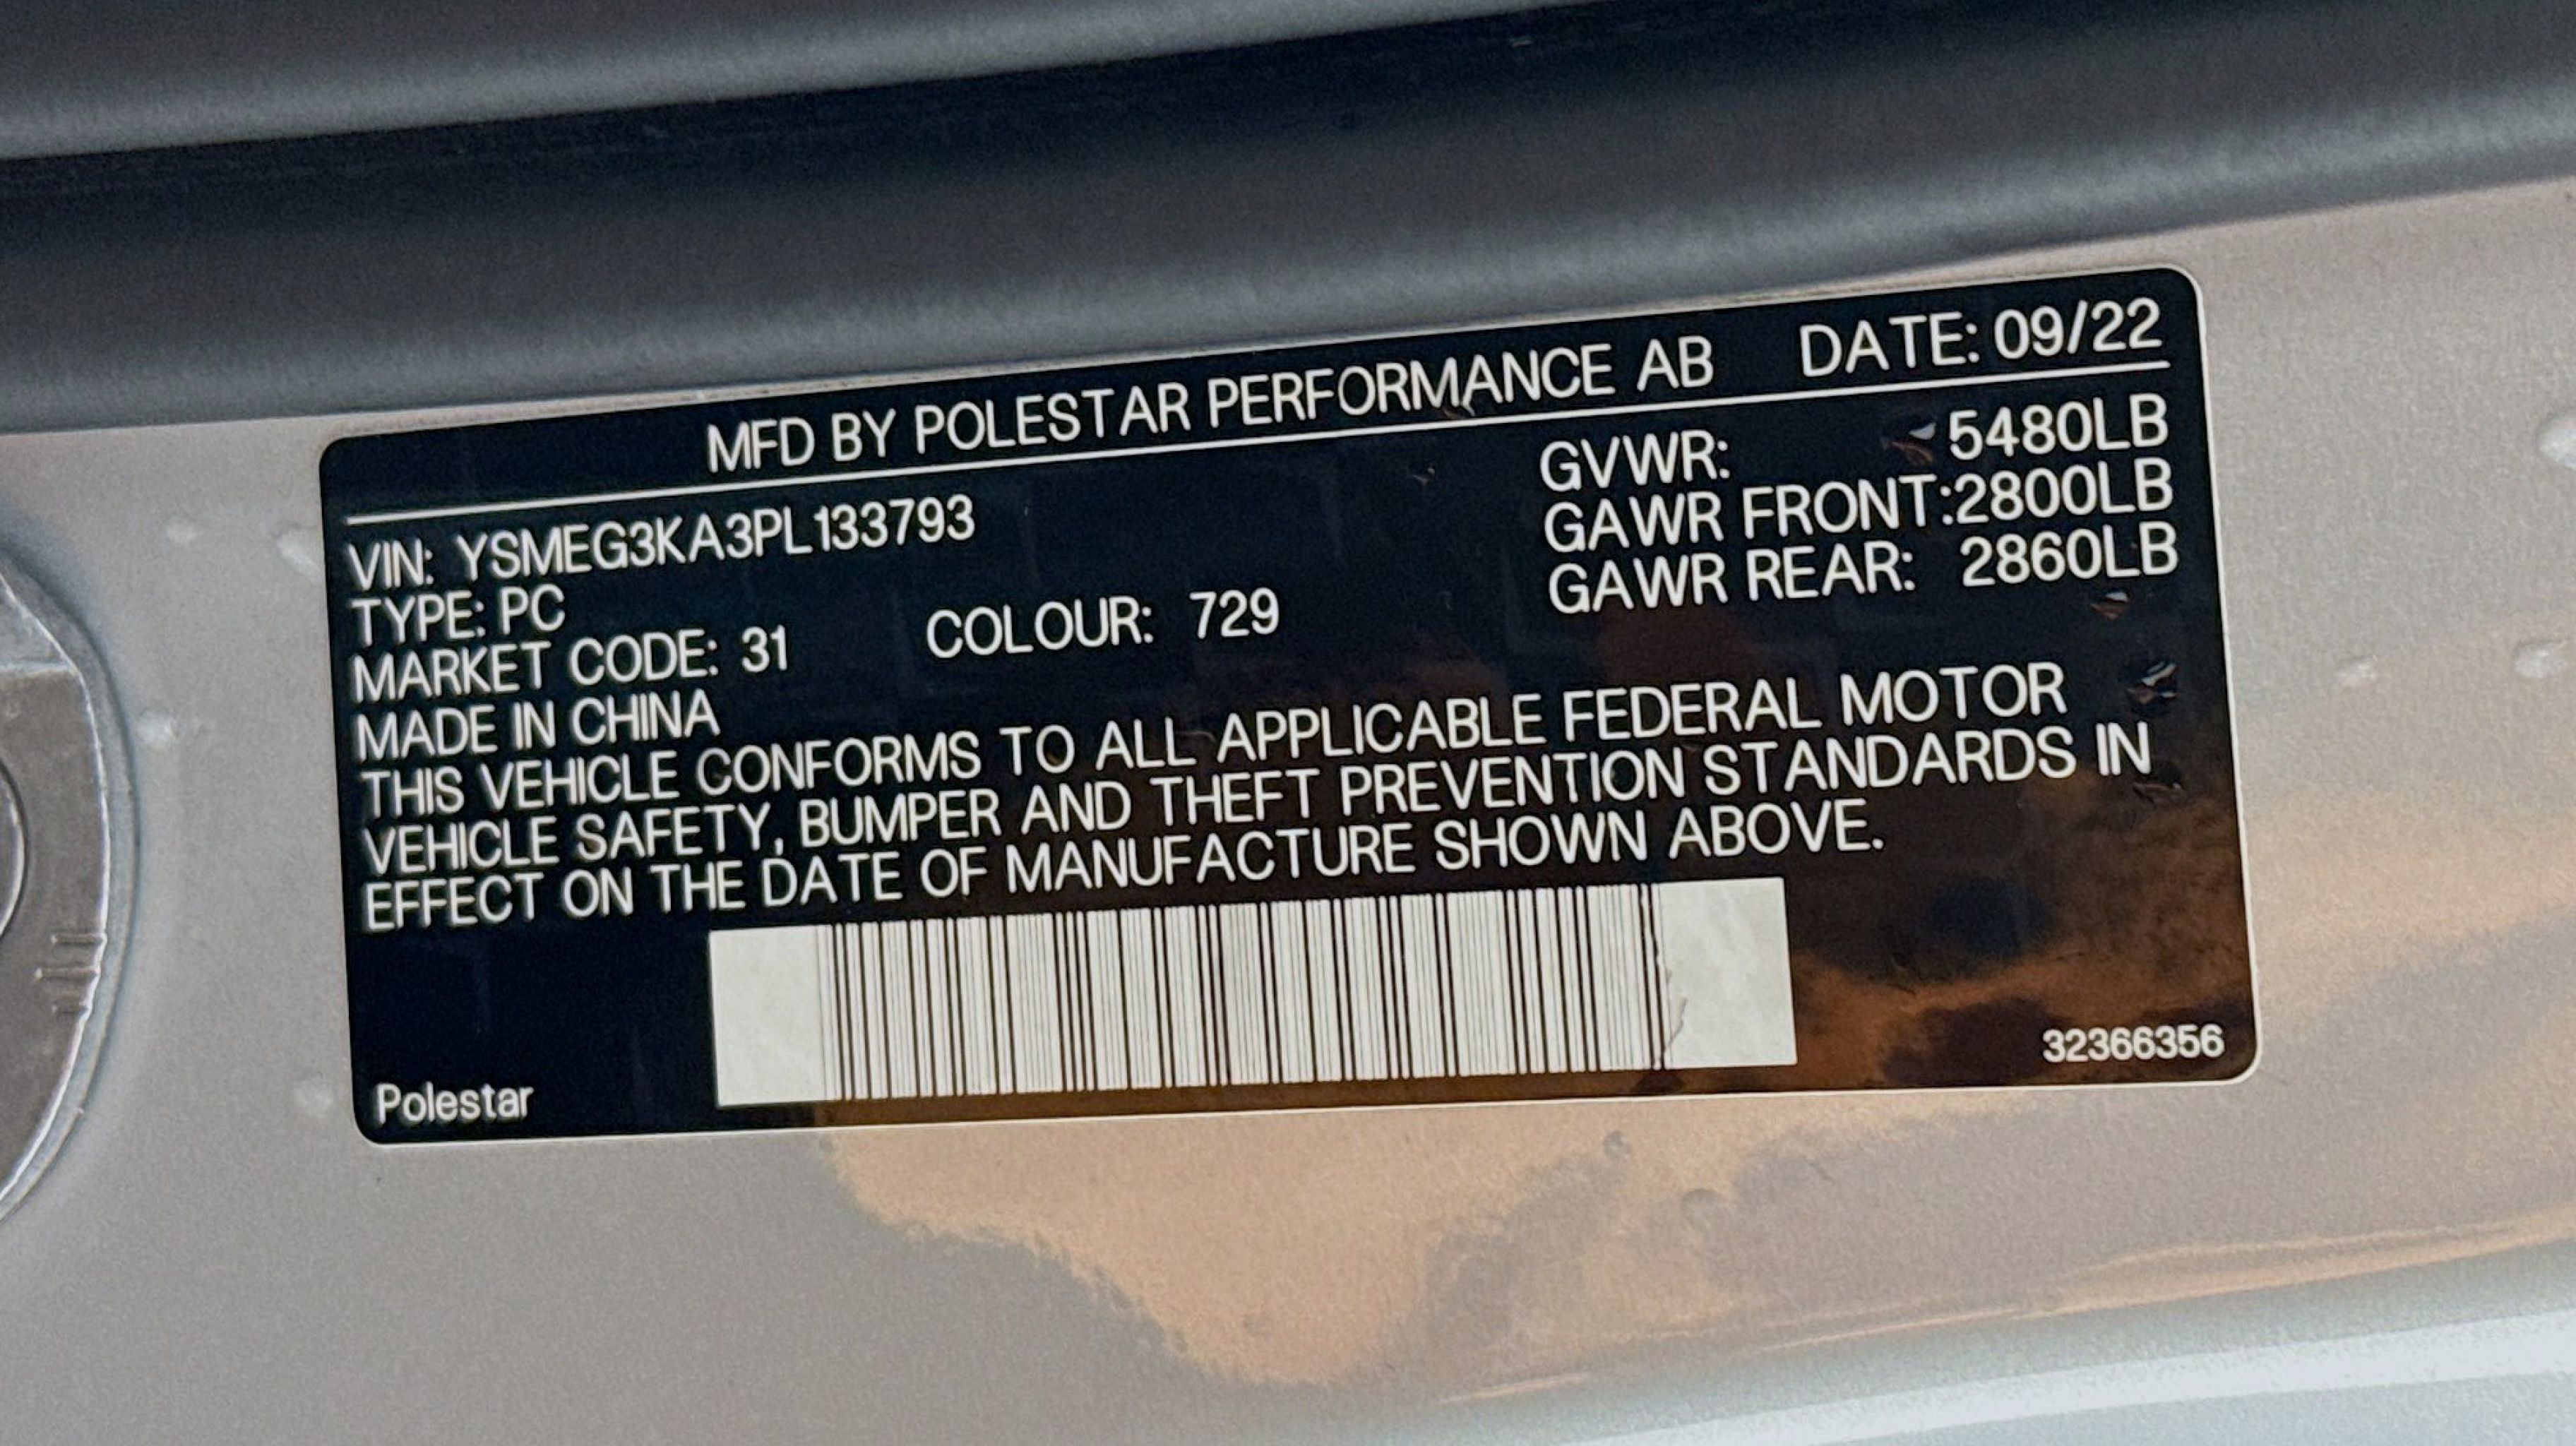 MFD BY POLESTAR PERFORMANCE AB DATE: 09/22
VIN: YSMEG3KA3PL133793
GVWR: 5480LB
GAWR FRONT:2800LB
GAWR REAR: 2860LB
TYPE: PC
MARKET CODE: 31 COLOUR: 729
MADE IN CHINA
THIS VEHICLE CONFORMS TO ALL APPLICABLE FEDERAL MOTOR
VEHICLE SAFETY, BUMPER AND THEFT PREVENTION STANDARDS IN
EFFECT ON THE DATE OF MANUFACTURE SHOWN ABOVE.
Polestar
32366356